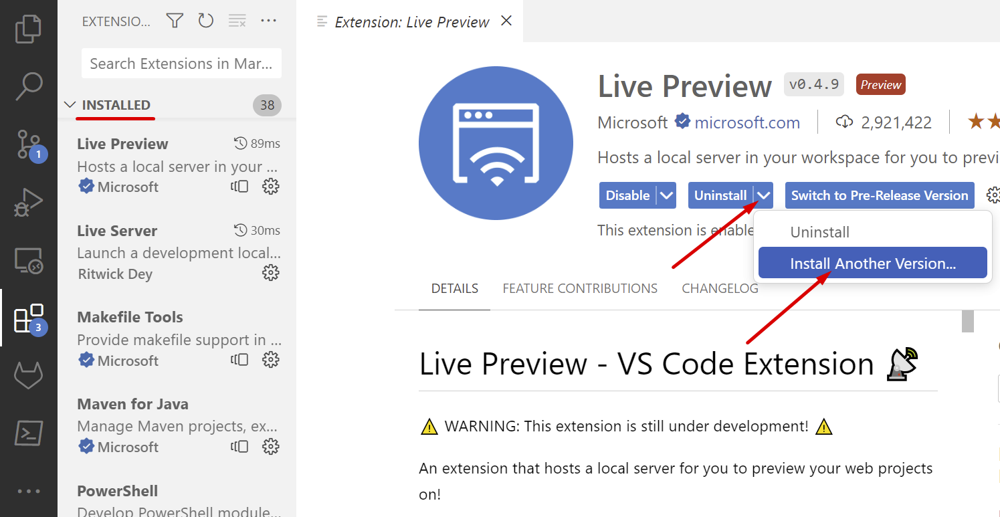 EXTENSIO...
Search Extensions in Mar...
INSTALLED
38
Live Preview
89ms
Hosts a local server in your ...
Microsoft
Live Server
30ms
Launch a development local...
Ritwick Dey
Makefile Tools
Provide makefile support in ...
Microsoft
Maven for Java
Manage Maven projects, ex...
Microsoft
PowerShell
Develop PowerShell module...
1
3
Extension: Live Preview
Live Preview
v0.4.9
Preview
Microsoft
microsoft.com
2,921,422
Hosts a local server in your workspace for you to previ
Disable
Uninstall
Switch to Pre-Release Version
This extension is enable
Uninstall
Install Another Version...
DETAILS
FEATURE CONTRIBUTIONS
CHANGELOG
Live Preview - VS Code Extension
WARNING: This extension is still under development!
An extension that hosts a local server for you to preview your web projects
on!